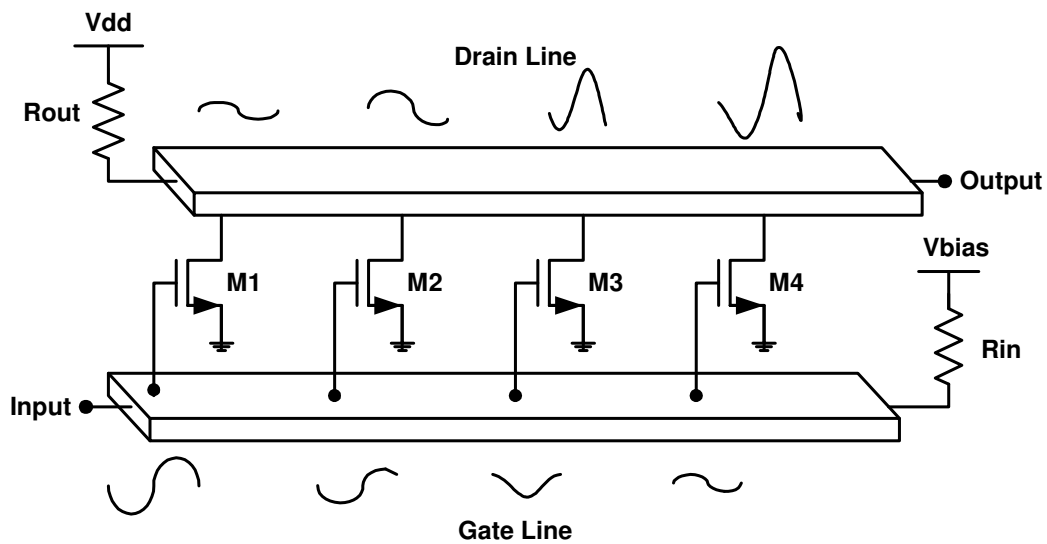 Vdd
Drain Line
Rout
Output
Vbias
M1
M2
M3
M4
Rin
Input
Gate Line